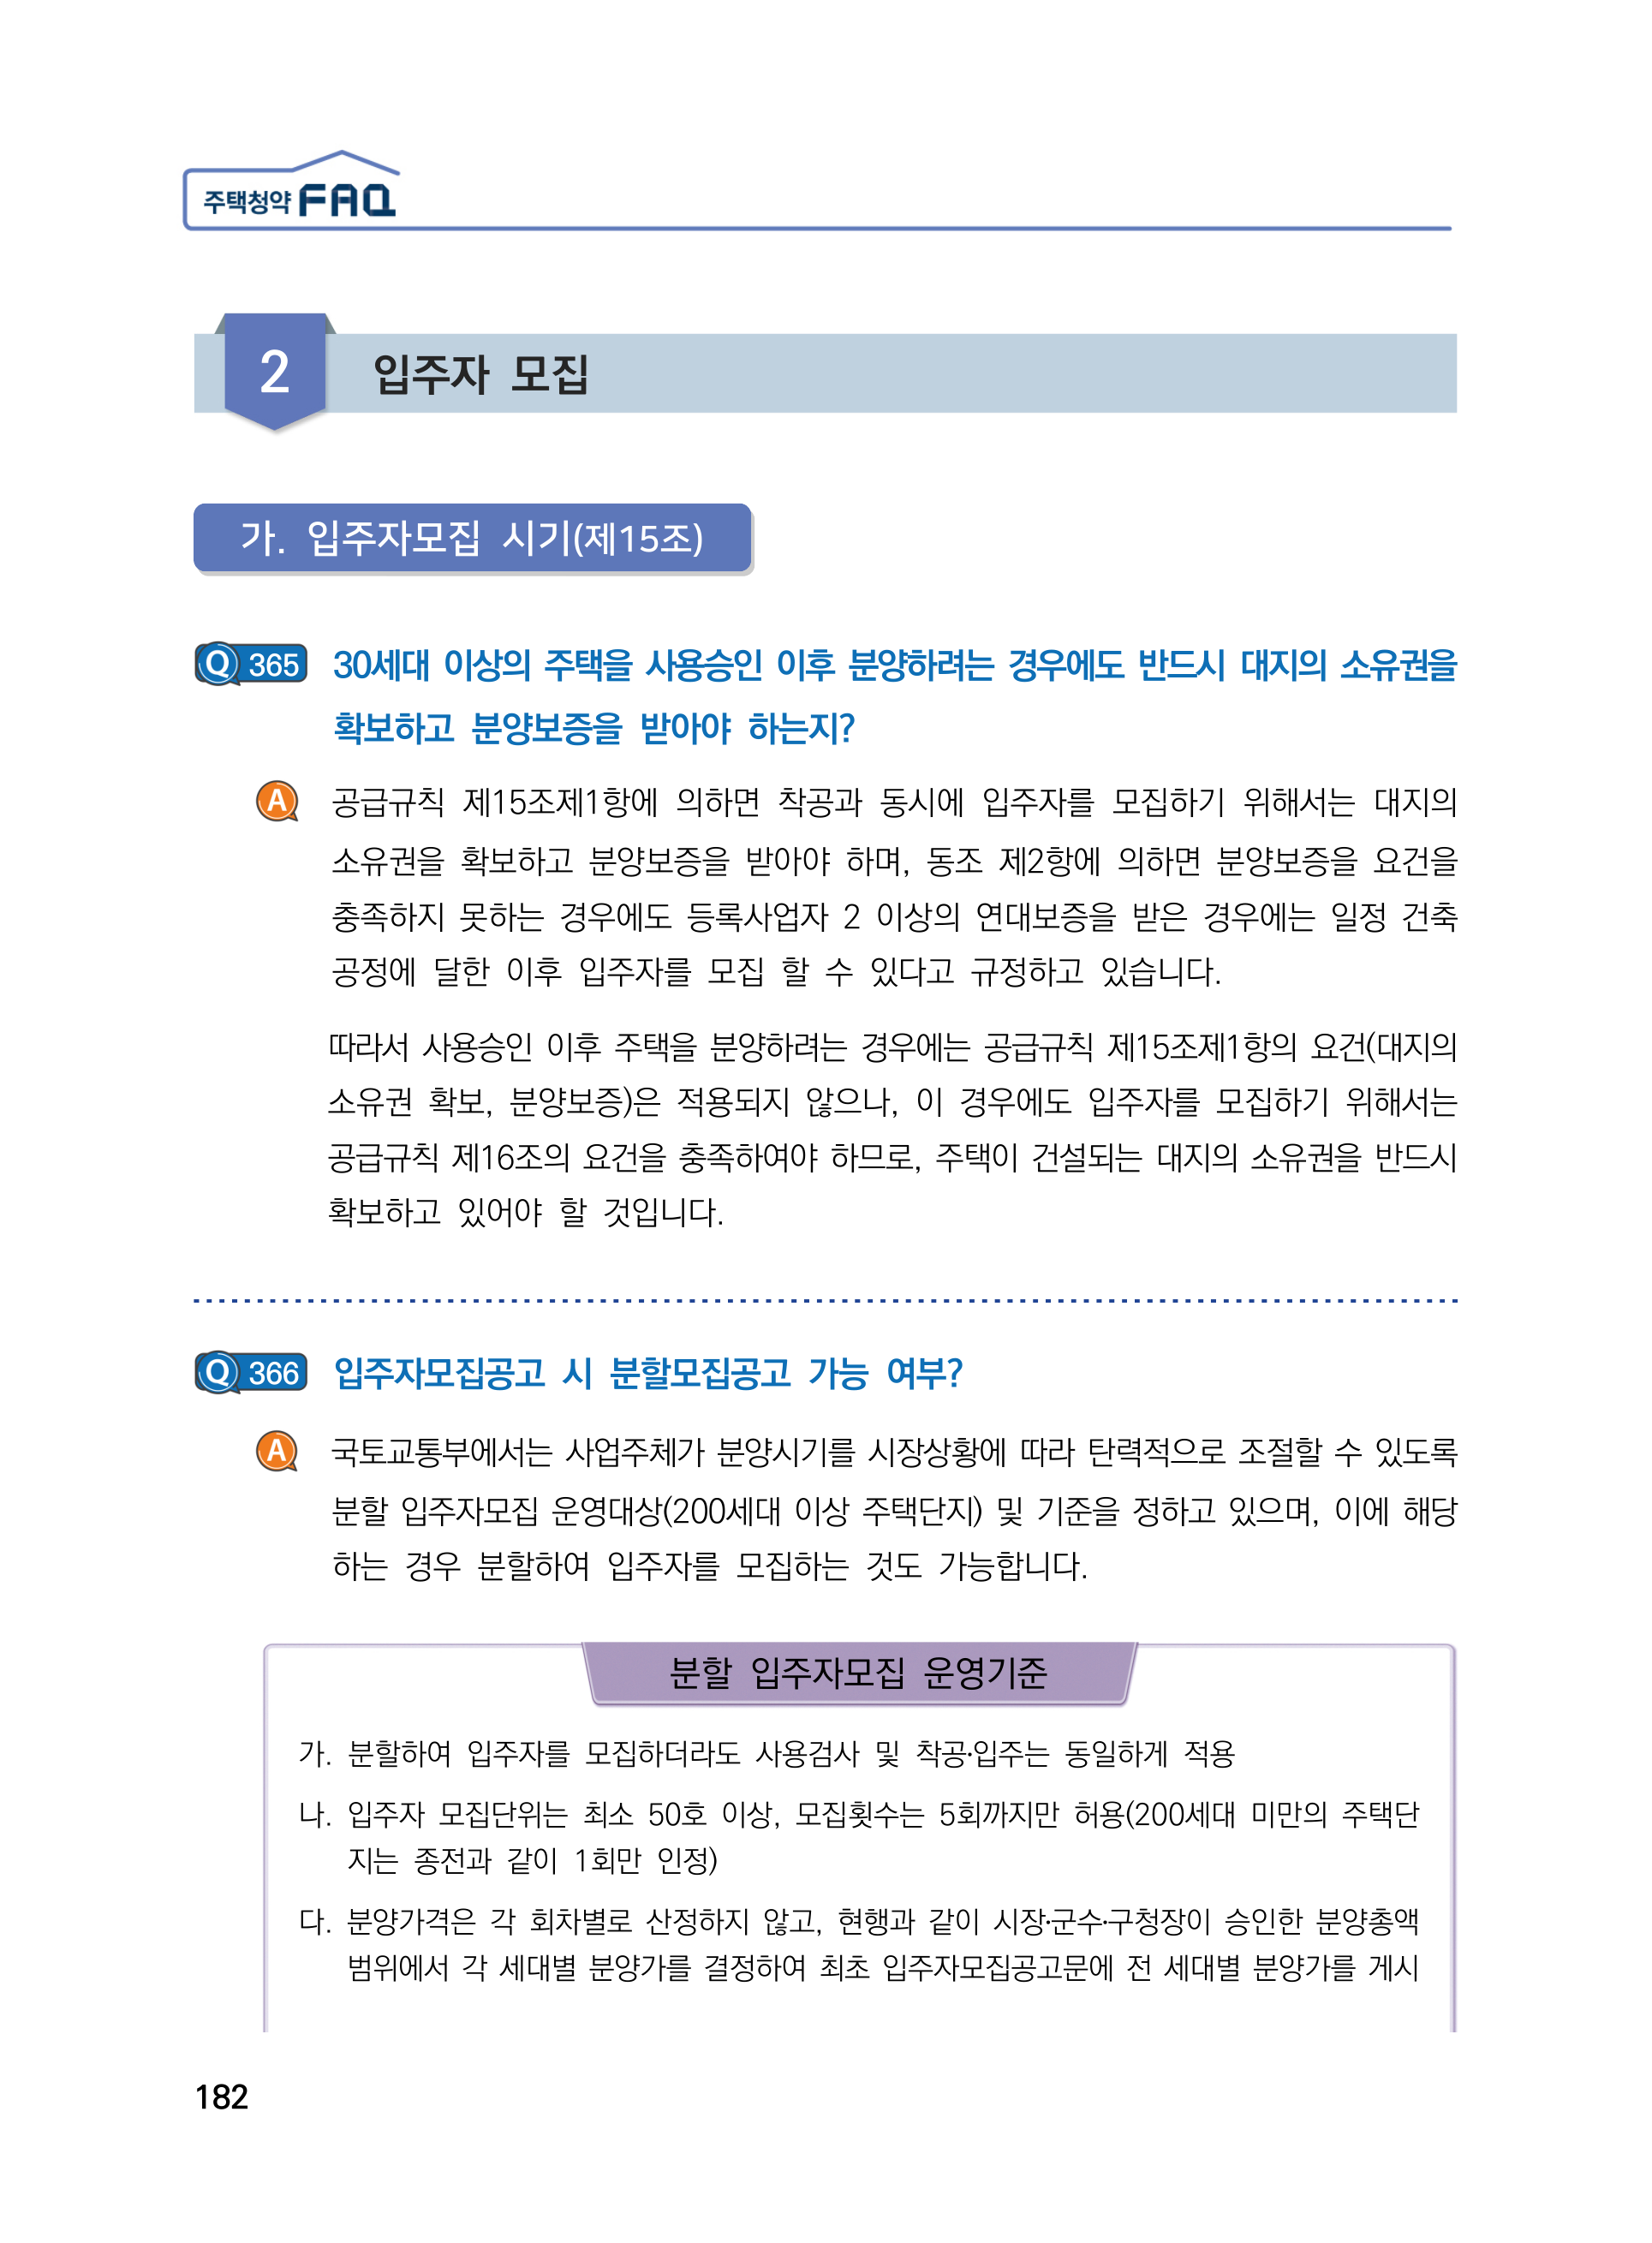 주택청약 FAQ
2 입주자 모집
가. 입주자모집 시기(제15조)
Q 365 30세대 이상의 주택을 사용승인 이후 분양하려는 경우에도 반드시 대지의 소유권을
확보하고 분양보증을 받아야 하는지?
A 공급규칙 제15조제1항에 의하면 착공과 동시에 입주자를 모집하기 위해서는 대지의
소유권을 확보하고 분양보증을 받아야 하며, 동조 제2항에 의하면 분양보증을 요건을
충족하지 못하는 경우에도 등록사업자 2 이상의 연대보증을 받은 경우에는 일정 건축
공정에 달한 이후 입주자를 모집 할 수 있다고 규정하고 있습니다.
따라서 사용승인 이후 주택을 분양하려는 경우에는 공급규칙 제15조제1항의 요건(대지의
소유권 확보, 분양보증)은 적용되지 않으나, 이 경우에도 입주자를 모집하기 위해서는
공급규칙 제16조의 요건을 충족하여야 하므로, 주택이 건설되는 대지의 소유권을 반드시
확보하고 있어야 할 것입니다.
Q 366 입주자모집공고 시 분할모집공고 가능 여부?
A 국토교통부에서는 사업주체가 분양시기를 시장상황에 따라 탄력적으로 조절할 수 있도록
분할 입주자모집 운영대상(200세대 이상 주택단지) 및 기준을 정하고 있으며, 이에 해당
하는 경우 분할하여 입주자를 모집하는 것도 가능합니다.
분할 입주자모집 운영기준
가. 분할하여 입주자를 모집하더라도 사용검사 및 착공·입주는 동일하게 적용
나. 입주자 모집단위는 최소 50호 이상, 모집횟수는 5회까지만 허용(200세대 미만의 주택단
지는 종전과 같이 1회만 인정)
다. 분양가격은 각 회차별로 산정하지 않고, 현행과 같이 시장·군수·구청장이 승인한 분양총액
범위에서 각 세대별 분양가를 결정하여 최초 입주자모집공고문에 전 세대별 분양가를 게시
182